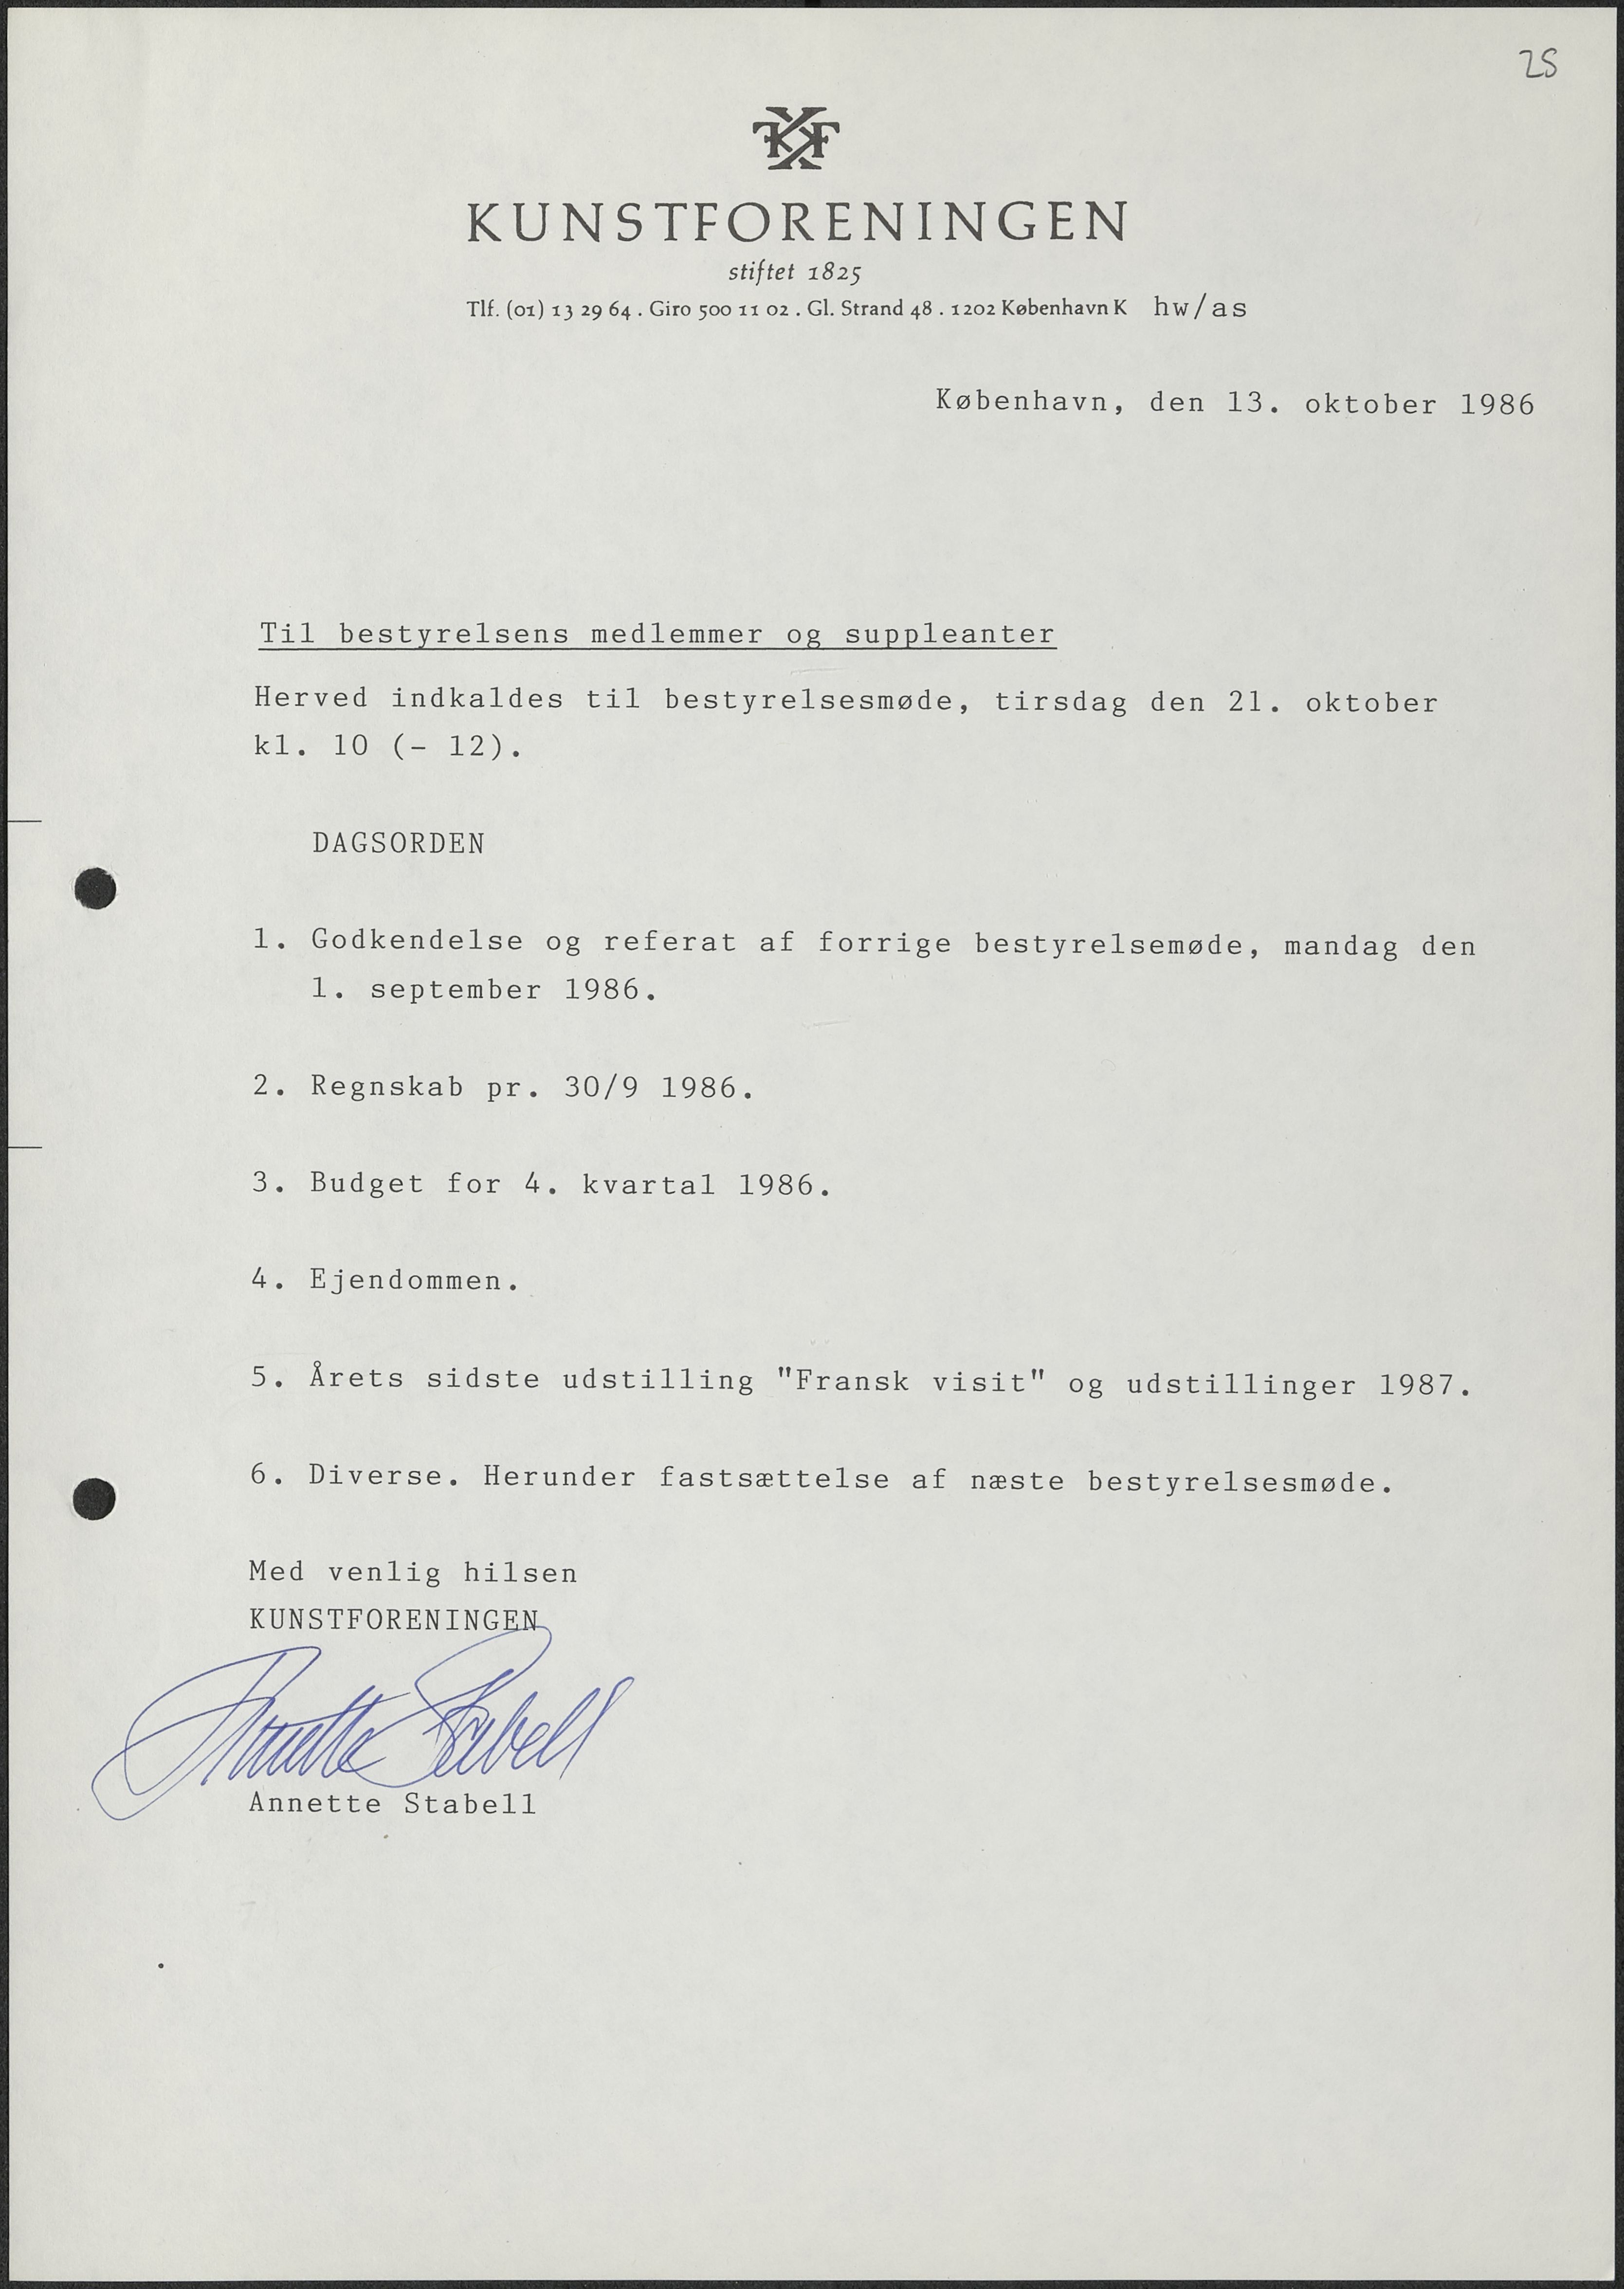 25
KF
KUNSTFORENINGEN
stiftet 1825
Tlf. (01) 13 29 64 . Giro 500 11 02 . Gl. Strand 48 . 1202 København K hw/as
København, den 13. oktober 1986
Til bestyrelsens medlemmer og suppleanter
Herved indkaldes til bestyrelsesmøde, tirsdag den 21. oktober
kl. 10 (- 12).
DAGSORDEN
1. Godkendelse og referat af forrige bestyrelsemøde, mandag den
1. september 1986.
2. Regnskab pr. 30/9 1986.
3. Budget for 4. kvartal 1986.
4. Ejendommen.
5. Årets sidste udstilling "Fransk visit" og udstillinger 1987.
6. Diverse. Herunder fastsættelse af næste bestyrelsesmøde.
Med venlig hilsen
KUNSTFORENINGEN
Annette Stabell
Annette Stabell